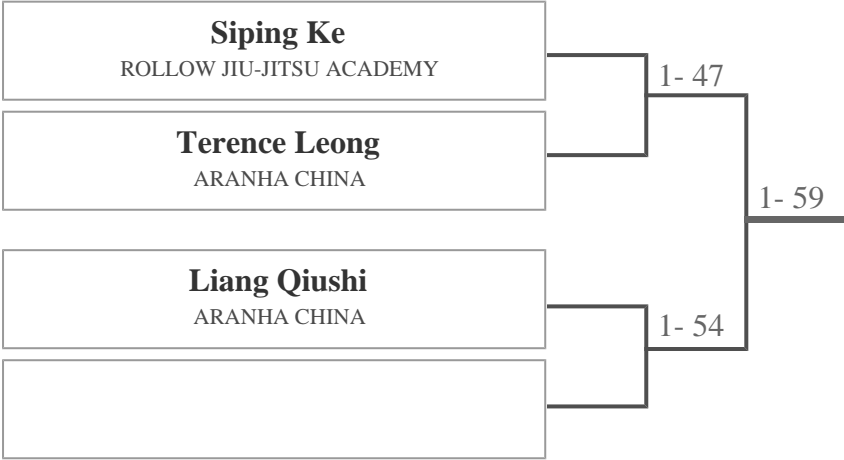 Siping Ke
ROLLOW JIU-JITSU ACADEMY
1- 47
Terence Leong
ARANHA CHINA
1- 59
Liang Qiushi
ARANHA CHINA
1- 54